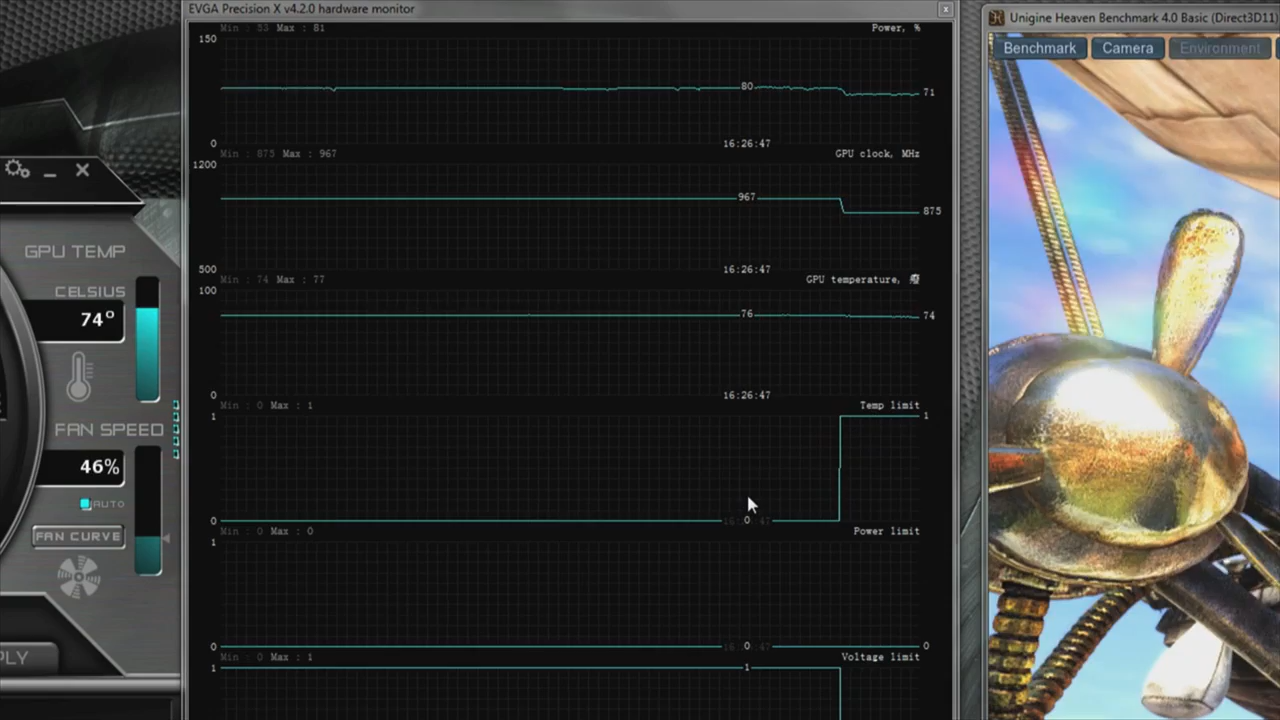 EVGA Precision X v4.2.0 hardware monitor
x
Min : 53 Max : 81
Power, %
150
80
71
0
16:26:47
Min : 875 Max : 967
GPU clock, MHz
1200
967
875
500
16:26:47
Min : 74 Max : 77
GPU temperature,
100
76
74
0
16:26:47
Min : 0 Max : 1
Temp limit
1
1
0
0
Min : 0 Max : 0
Power limit
1
0
0
0
Min : 0 Max : 1
Voltage limit
1
1
GPU TEMP
CELSIUS
74°
FAN SPEED
46%
AUTO
FAN CURVE
PLY
Unigine Heaven Benchmark 4.0 Basic (Direct3D11)
Benchmark
Camera
Environment